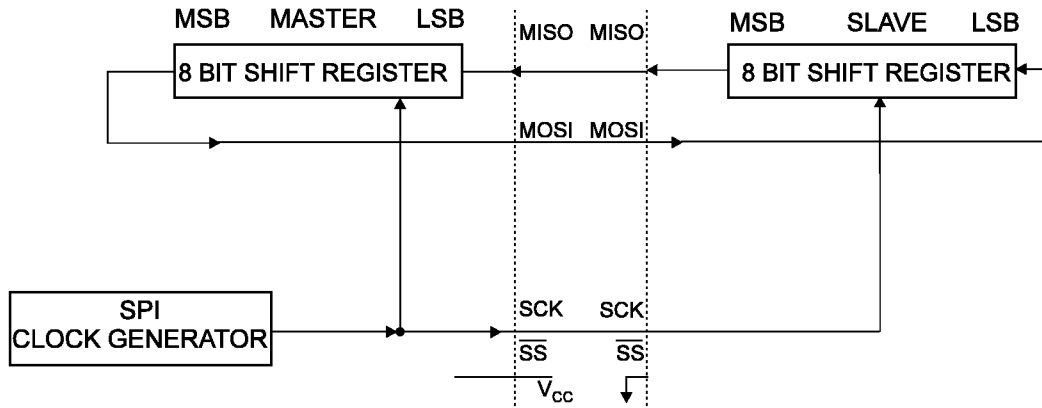 MSB MASTER LSB
MISO MISO
MSB SLAVE LSB
8 BIT SHIFT REGISTER
8 BIT SHIFT REGISTER
MOSI MOSI
SPI
CLOCK GENERATOR
SCK SCK
SS SS
VCC